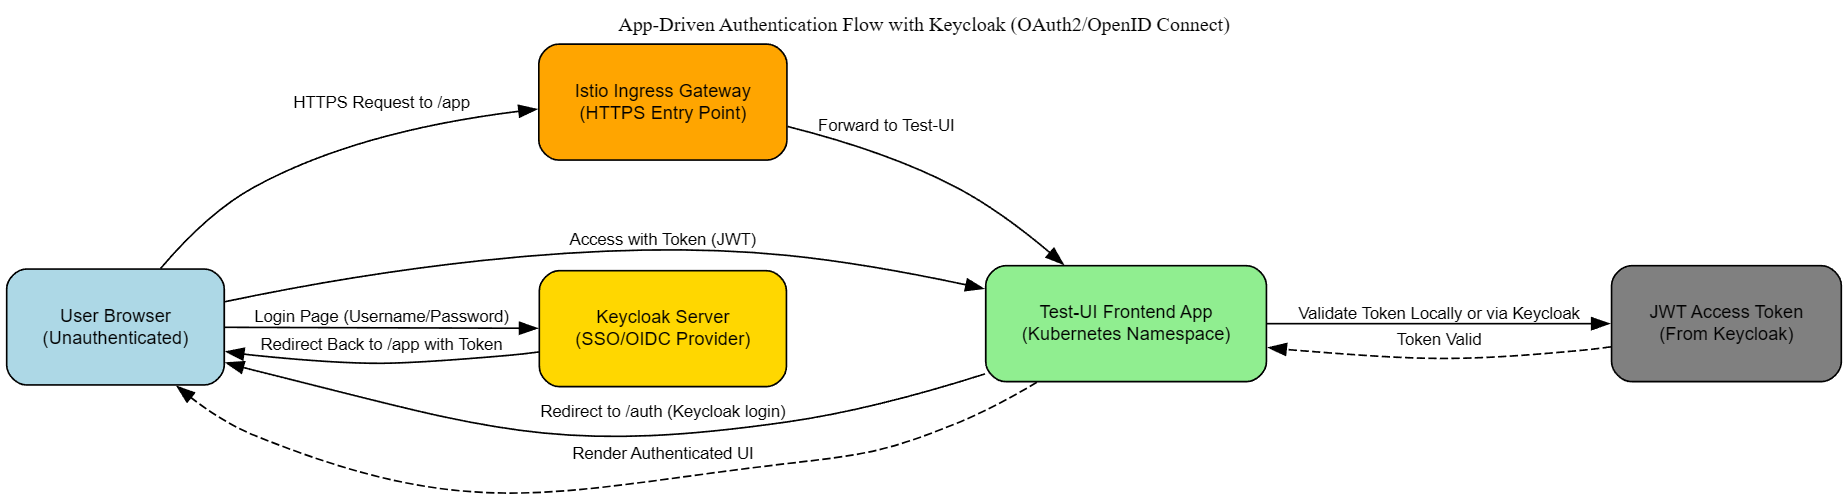 App-Driven Authentication Flow with Keycloak (OAuth2/OpenID Connect)
Istio Ingress Gateway
(HTTPS Entry Point)
HTTPS Request to /app
Forward to Test-UI
Access with Token (JWT)
User Browser
(Unauthenticated)
Login Page (Username/Password)
Redirect Back to /app with Token
Keycloak Server
(SSO/OIDC Provider)
Test-UI Frontend App
(Kubernetes Namespace)
Validate Token Locally or via Keycloak
Token Valid
JWT Access Token
(From Keycloak)
Redirect to /auth (Keycloak login)
Render Authenticated UI